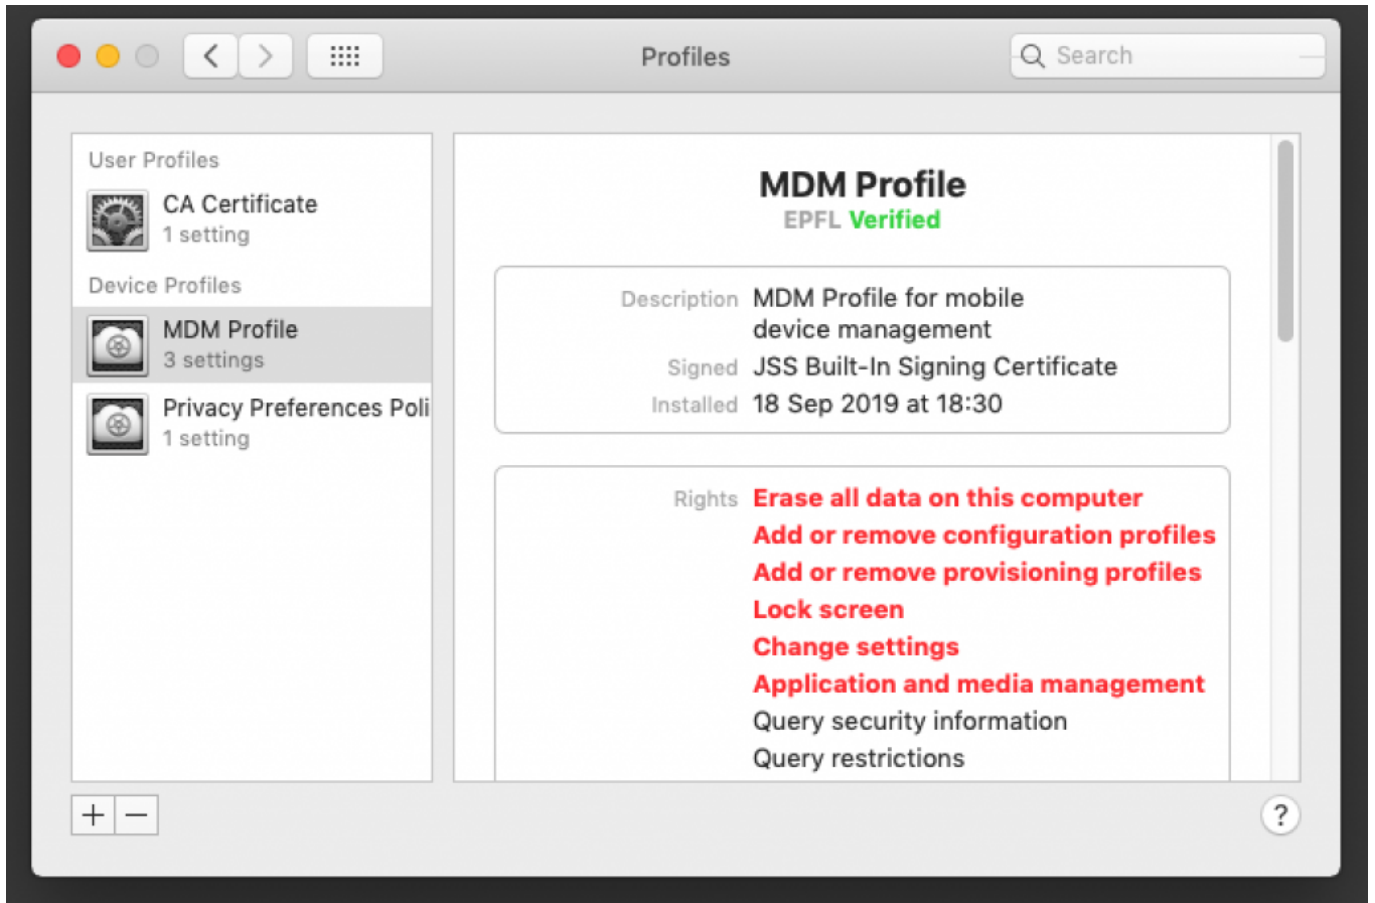 Profiles
Search
User Profiles
CA Certificate
1 setting
Device Profiles
MDM Profile
3 settings
Privacy Preferences Poli
1 setting
MDM Profile
EPFL Verified
Description MDM Profile for mobile
device management
Signed JSS Built-In Signing Certificate
Installed 18 Sep 2019 at 18:30
Rights Erase all data on this computer
Add or remove configuration profiles
Add or remove provisioning profiles
Lock screen
Change settings
Application and media management
Query security information
Query restrictions
?